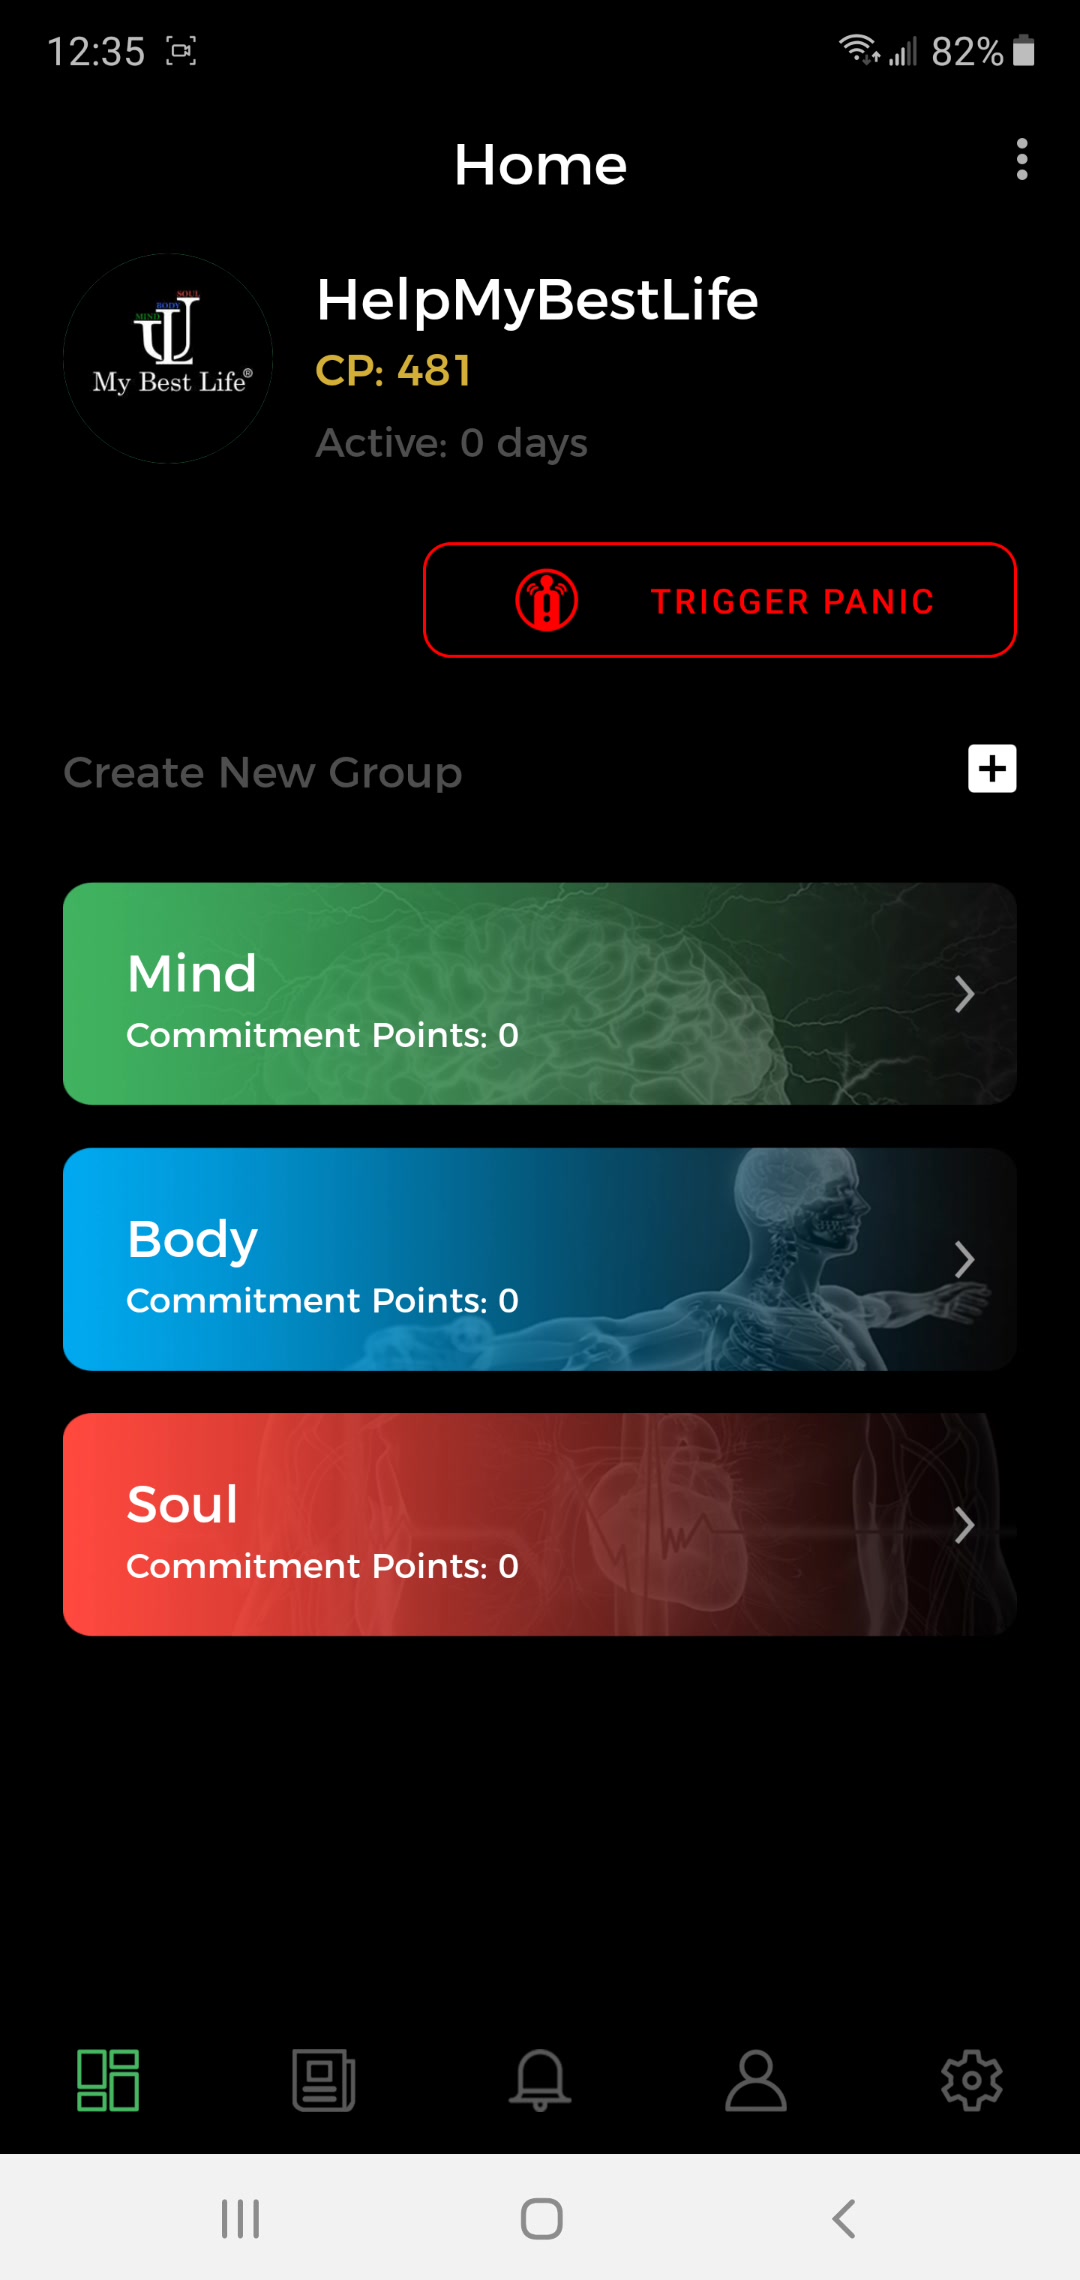 12:35
82%
Home
SOUL
BODY
MIND
My Best Life®
HelpMyBestLife
CP: 481
Active: 0 days
TRIGGER PANIC
Create New Group
Mind
Commitment Points: 0
Body
Commitment Points: 0
Soul
Commitment Points: 0